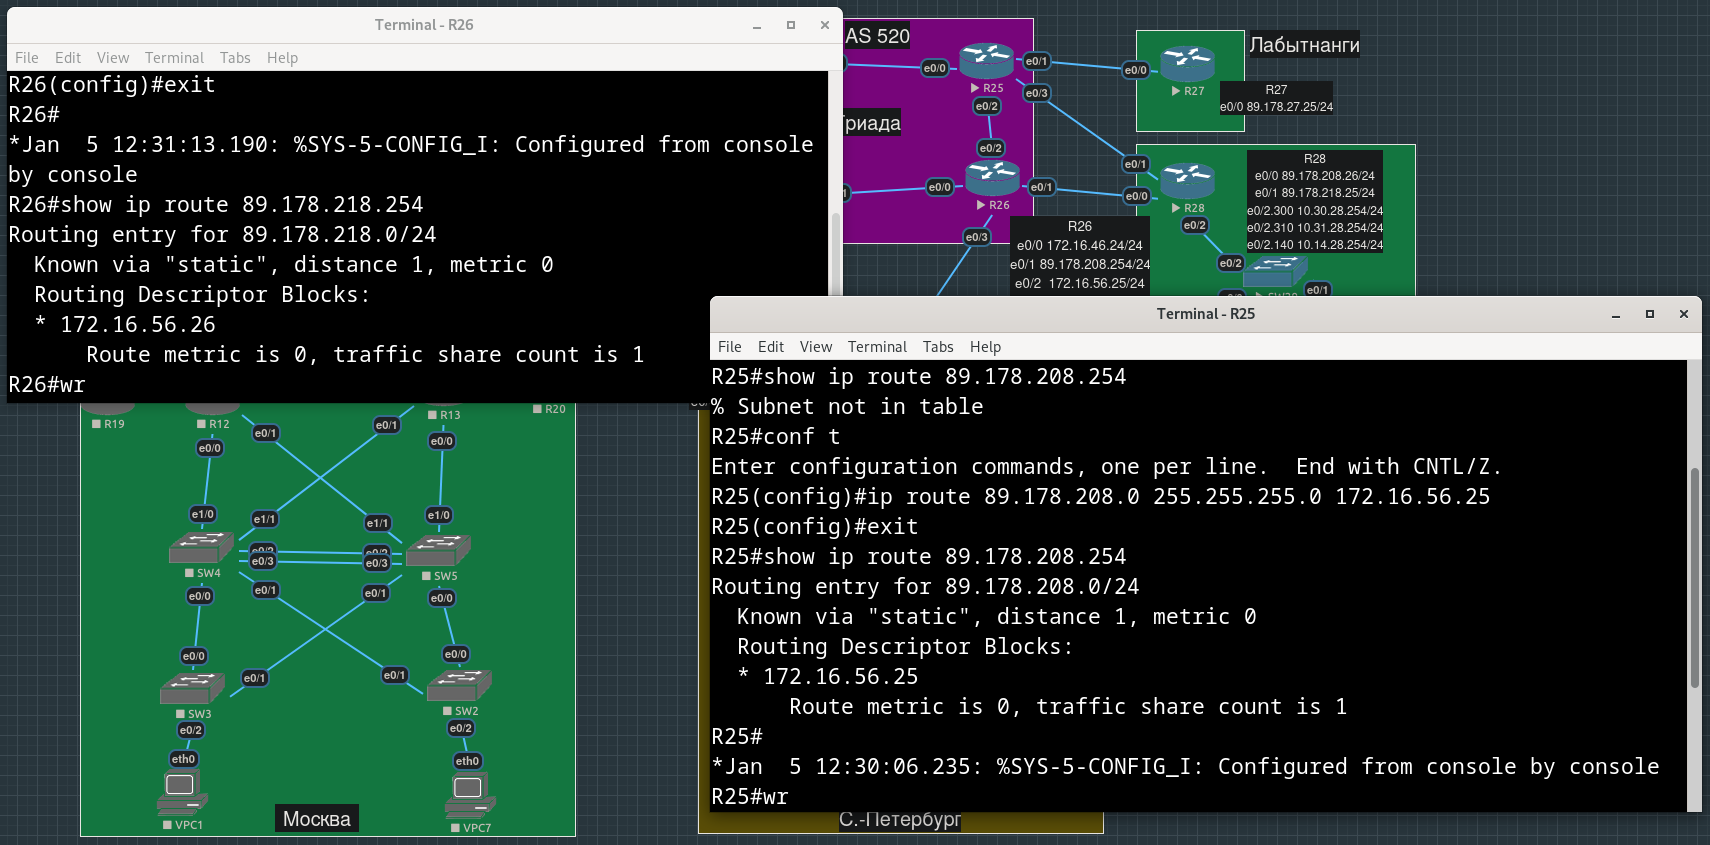 Terminal - R26
File Edit View Terminal Tabs Help
R26(config)#exit
R26#
*Jan  5 12:31:13.190: %SYS-5-CONFIG_I: Configured from console
by console
R26#show ip route 89.178.218.254
Routing entry for 89.178.218.0/24
  Known via "static", distance 1, metric 0
  Routing Descriptor Blocks:
  * 172.16.56.26
      Route metric is 0, traffic share count is 1
R26#wr
AS 520
e0/0
R25
e0/1
e0/3
e0/2
Триада
e0/2
e0/0
e0/1
R26
e0/3
R26
e0/0 172.16.46.24/24
e0/1 89.178.208.254/24
e0/2  172.16.56.25/24
Лабытнанги
e0/0
R27
R27
e0/0 89.178.27.25/24
e0/1
e0/0
R28
e0/2
e0/2
e0/1
R28
e0/0 89.178.208.26/24
e0/1 89.178.218.25/24
e0/2.300 10.30.28.254/24
e0/2.310 10.31.28.254/24
e0/2.140 10.14.28.254/24
Terminal - R25
File Edit View Terminal Tabs Help
R25#show ip route 89.178.208.254
% Subnet not in table
R25#conf t
Enter configuration commands, one per line.  End with CNTL/Z.
R25(config)#ip route 89.178.208.0 255.255.255.0 172.16.56.25
R25(config)#exit
R25#show ip route 89.178.208.254
Routing entry for 89.178.208.0/24
  Known via "static", distance 1, metric 0
  Routing Descriptor Blocks:
  * 172.16.56.25
      Route metric is 0, traffic share count is 1
R25#
*Jan  5 12:30:06.235: %SYS-5-CONFIG_I: Configured from console by console
R25#wr
R19
R12
R13
R20
e0/0
e0/1
e0/1
e0/0
e1/0
e1/1
e1/1
e1/0
e0/2
e0/2
e0/3
e0/3
SW4
SW5
e0/0
e0/1
e0/1
e0/0
e0/0
e0/1
e0/1
e0/0
SW3
SW2
e0/2
e0/2
eth0
eth0
VPC1
VPC7
Москва
С.-Петербург